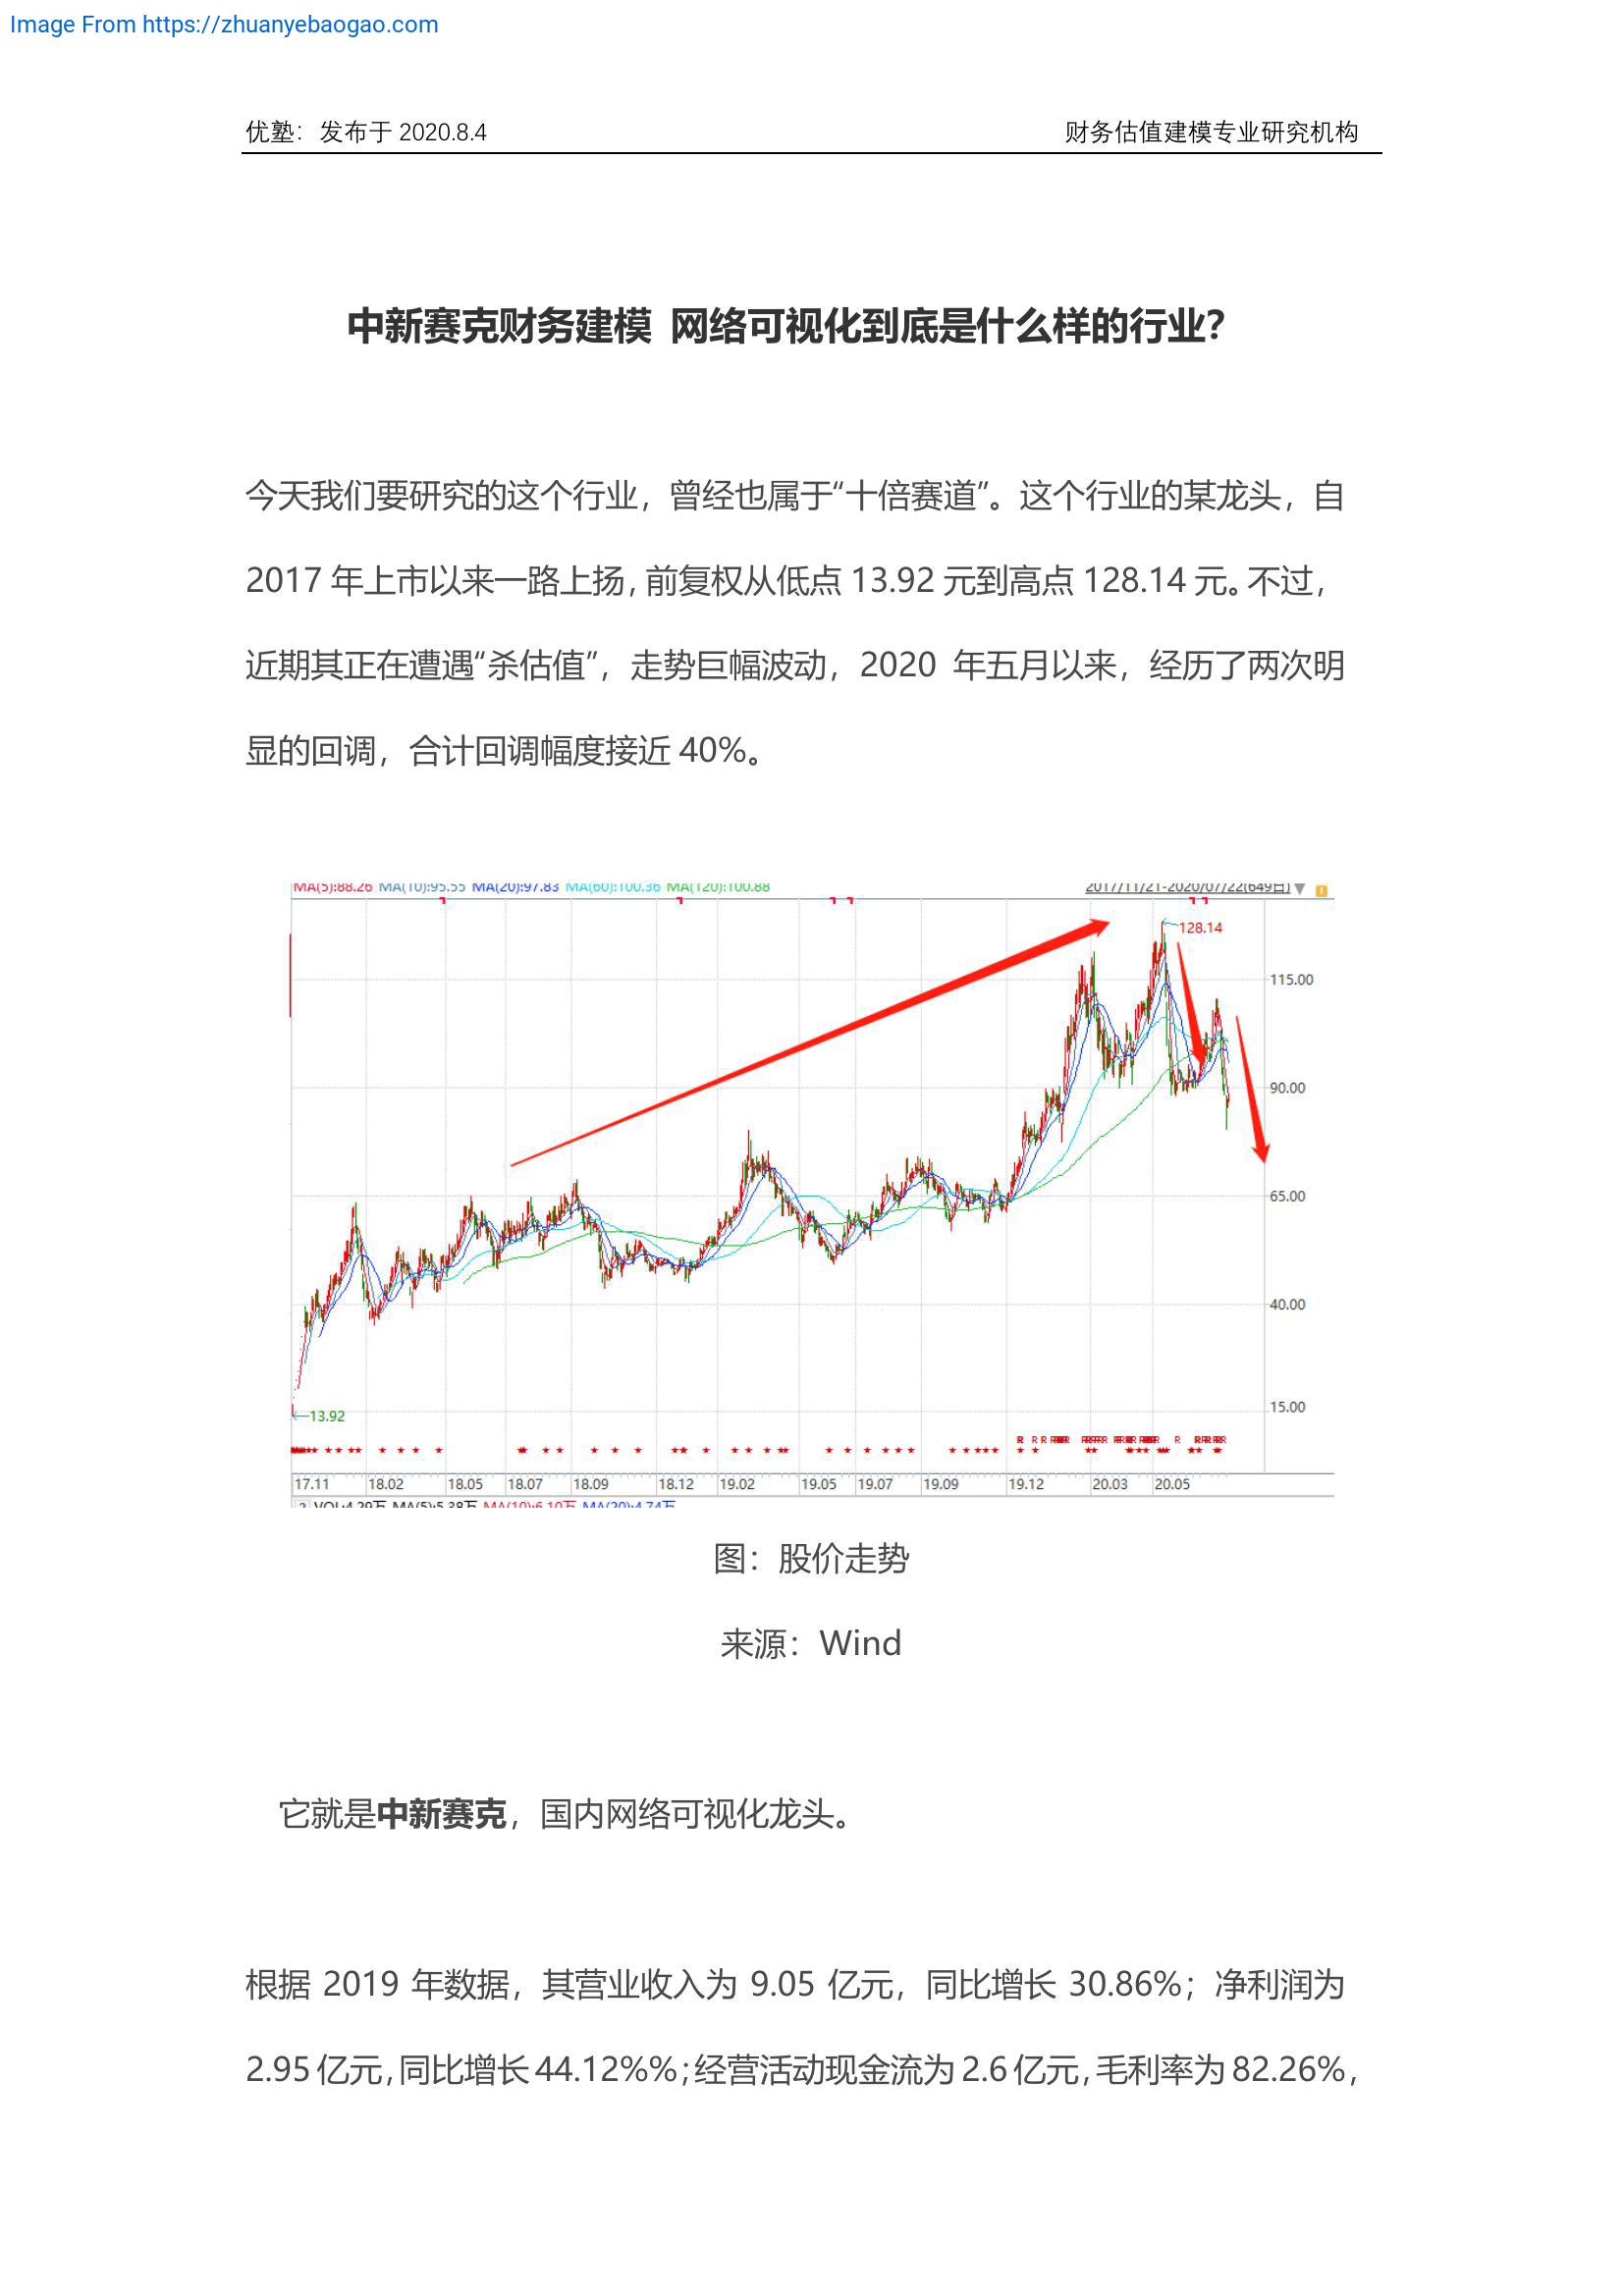 Image From https://zhuanyebaogao.com
优塾：发布于 2020.8.4 财务估值建模专业研究机构
中新赛克财务建模 网络可视化到底是什么样的行业？
今天我们要研究的这个行业，曾经也属于“十倍赛道”。这个行业的某龙头，自
2017 年上市以来一路上扬，前复权从低点 13.92 元到高点 128.14 元。不过，
近期其正在遭遇“杀估值”，走势巨幅波动，2020 年五月以来，经历了两次明
显的回调，合计回调幅度接近 40%。
MA(5):88.26 MA(10):95.55 MA(20):97.83 MA(60):100.36 MA(120):100.88 2017/11/21-2020/07/22(649日)
128.14
115.00
90.00
65.00
40.00
15.00
13.92
17.11 18.02 18.05 18.07 18.09 18.12 19.02 19.05 19.07 19.09 19.12 20.03 20.05
VOL:4.29万 MA(5):5.38万 MA(10):6.10万 MA(20):4.74万
图：股价走势
来源：Wind
它就是中新赛克，国内网络可视化龙头。
根据 2019 年数据，其营业收入为 9.05 亿元，同比增长 30.86%；净利润为
2.95 亿元，同比增长 44.12%%；经营活动现金流为 2.6 亿元，毛利率为 82.26%，